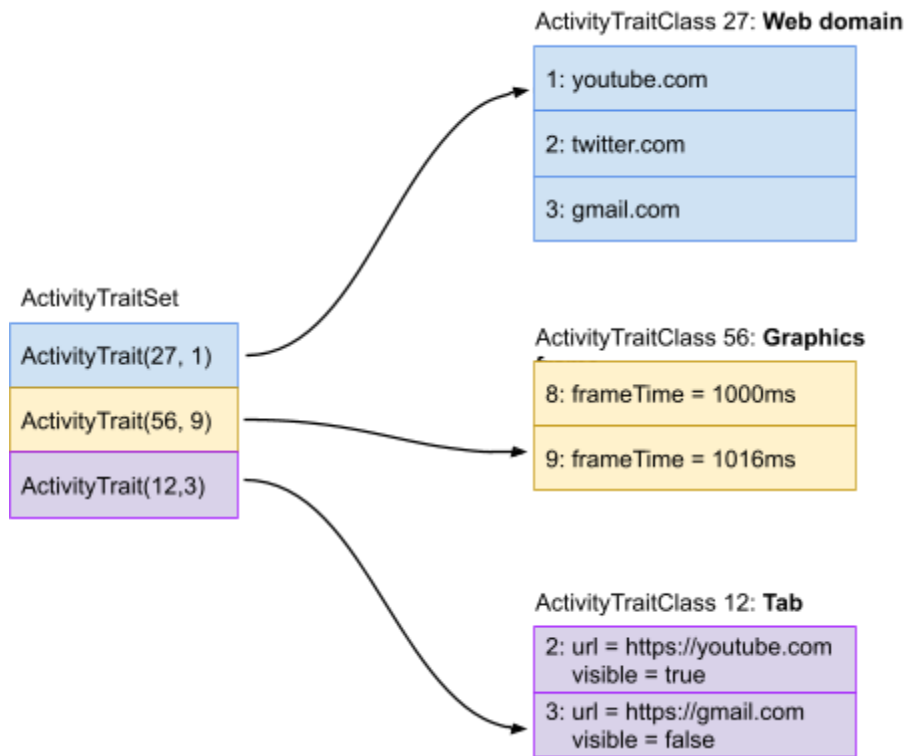 ActivityTraitClass 27: Web domain
1: youtube.com
2: twitter.com
3: gmail.com
ActivityTraitSet
ActivityTrait(27, 1)
ActivityTrait(56, 9)
ActivityTrait(12,3)
ActivityTraitClass 56: Graphics
8: frameTime = 1000ms
9: frameTime = 1016ms
ActivityTraitClass 12: Tab
2: url = https://youtube.com
visible = true
3: url = https://gmail.com
visible = false